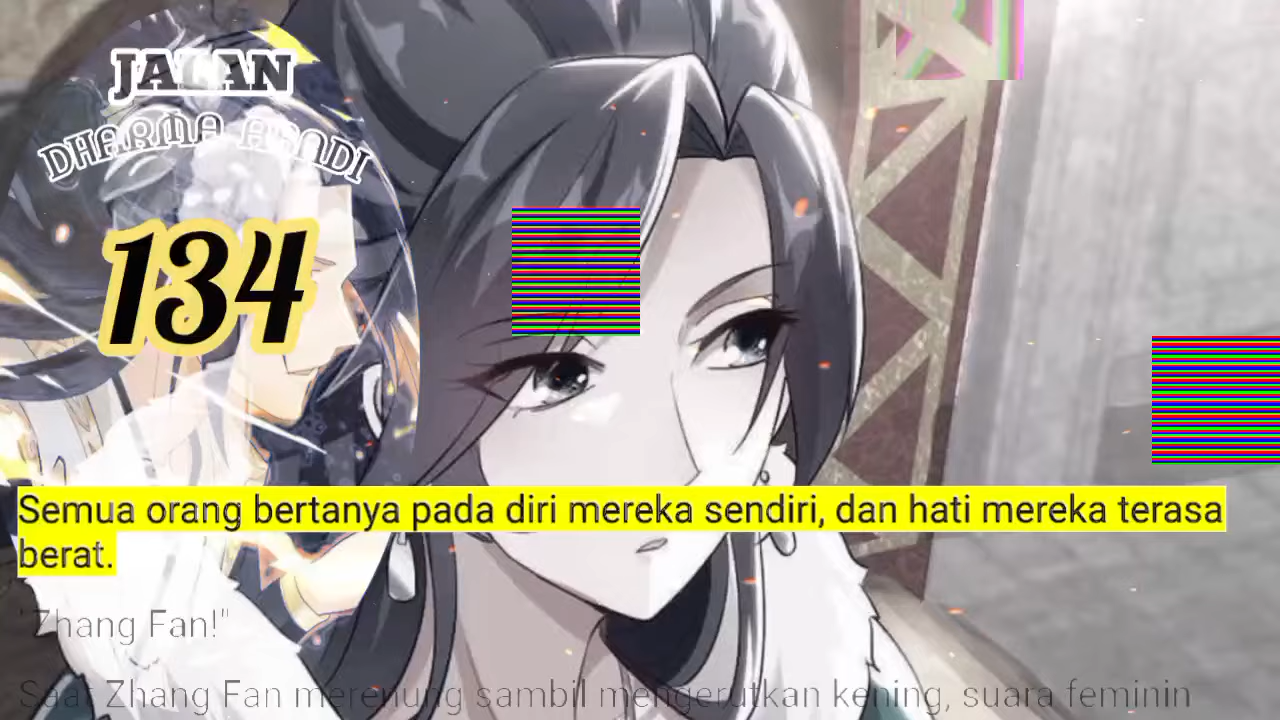 JALAN
DHARMA ABADI
134
Semua orang bertanya pada diri mereka sendiri, dan hati mereka terasa
berat.
"Zhang Fan!"
Saat Zhang Fan merenung sambil mengerutkan kening, suara feminin